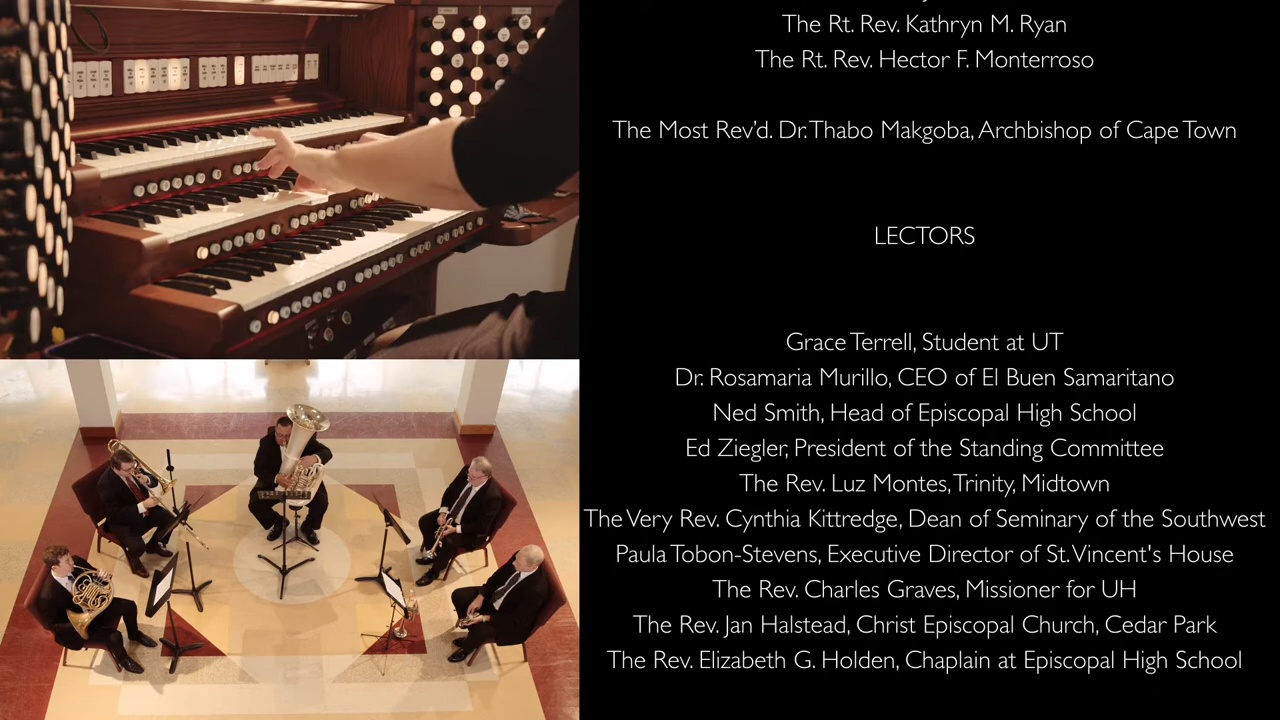 The Rt. Rev. Kathryn M. Ryan
The Rt. Rev. Hector F. Monterroso
The Most Rev'd. Dr. Thabo Makgoba, Archbishop of Cape Town
LECTORS
Grace Terrell, Student at UT
Dr. Rosamaria Murillo, CEO of El Buen Samaritano
Ned Smith, Head of Episcopal High School
Ed Ziegler, President of the Standing Committee
The Rev. Luz Montes, Trinity, Midtown
The Very Rev. Cynthia Kittredge, Dean of Seminary of the Southwest
Paula Tobon-Stevens, Executive Director of St. Vincent's House
The Rev. Charles Graves, Missioner for UH
The Rev. Jan Halstead, Christ Episcopal Church, Cedar Park
The Rev. Elizabeth G. Holden, Chaplain at Episcopal High School